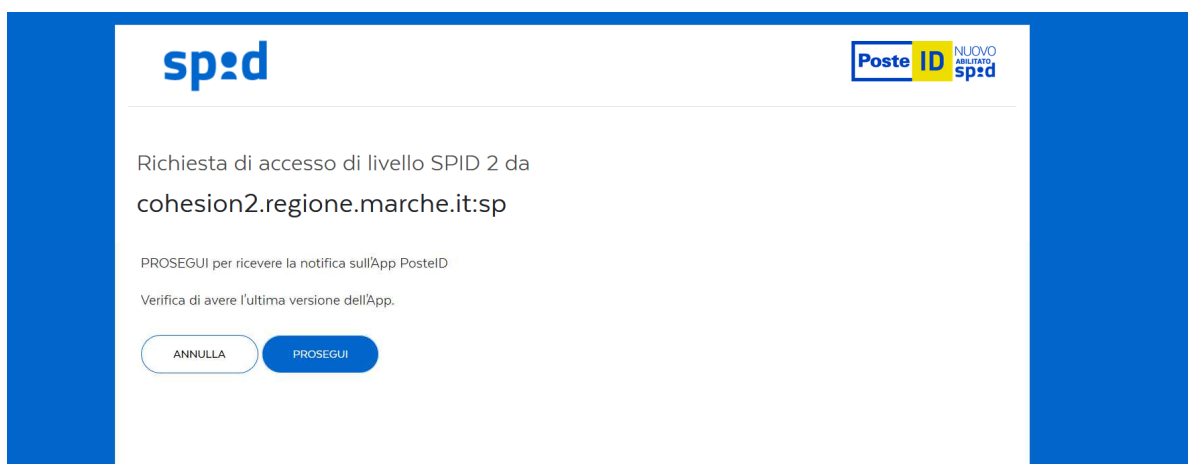 spid
Poste ID NUOVO
ABILITATO
spid
Richiesta di accesso di livello SPID 2 da
cohesion2.regione.marche.it:sp
PROSEGUI per ricevere la notifica sull'App PosteID
Verifica di avere l'ultima versione dell'App.
ANNULLA PROSEGUI